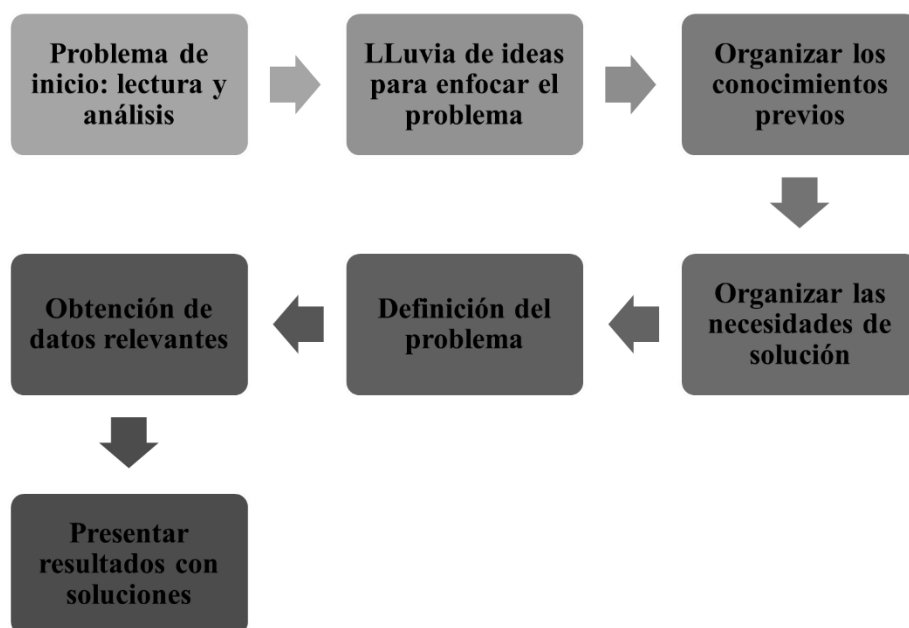 Problema de
inicio: lectura y
análisis
LLuvia de ideas
para enfocar el
problema
Organizar los
conocimientos
previos
Organizar las
necesidades de
solución
Definición del
problema
Obtención de
datos relevantes
Presentar
resultados con
soluciones